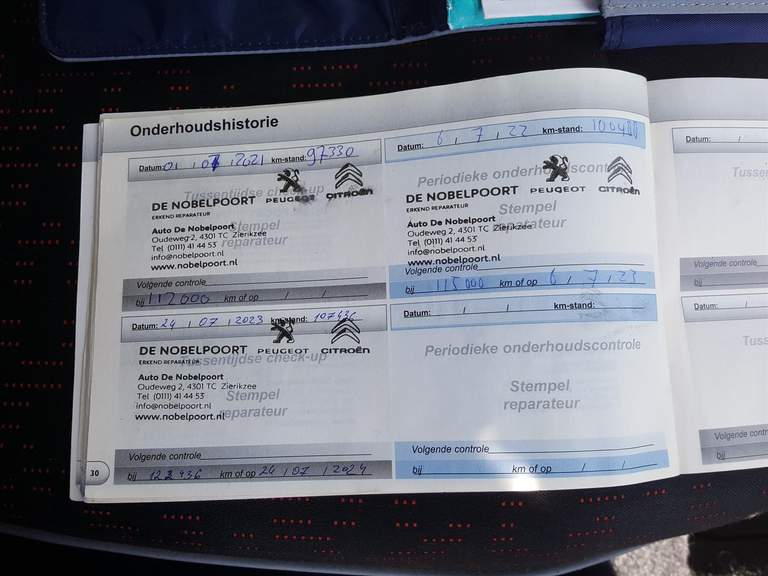 Onderhoudshistorie
Datum: 01 / 07 / 2021 km-stand: 97330
Tussentijdse check-up
DE NOBELPOORT PEUGEOT CITROËN
ERKEND REPARATEUR
Stempel
reparateur
Auto De Nobelpoort
Oudeweg 2, 4301 TC Zierikzee
Tel (0111) 41 44 53
info@nobelpoort.nl
www.nobelpoort.nl
Volgende controle
bij 112000 km of op / /
Datum: 6 / 7 / 22 km-stand:
Periodieke onderhoudscontrole
DE NOBELPOORT PEUGEOT CITROËN
ERKEND REPARATEUR
Stempel
reparateur
Auto De Nobelpoort
Oudeweg 2, 4301 TC Zierikzee
Tel (0111) 41 44 53
info@nobelpoort.nl
www.nobelpoort.nl
Volgende controle
bij 115000 km of op 6 / 7 / 23
Datum: 24 / 07 / 2023 km-stand: 107436
DE NOBELPOORT PEUGEOT CITROËN
ERKEND REPARATEUR
Tussentijdse check-up
Auto De Nobelpoort
Oudeweg 2, 4301 TC Zierikzee
Tel (0111) 41 44 53
info@nobelpoort.nl
www.nobelpoort.nl
Stempel
reparateur
Volgende controle
bij 122436 km of op 24 / 07 / 2024
Datum: / / km-stand:
Periodieke onderhoudscontrole
Stempel
reparateur
Volgende controle
bij km of op / /
30
Datum: /
Volgende controle
bij km of
Datum: /
Volgende controle
bij km of